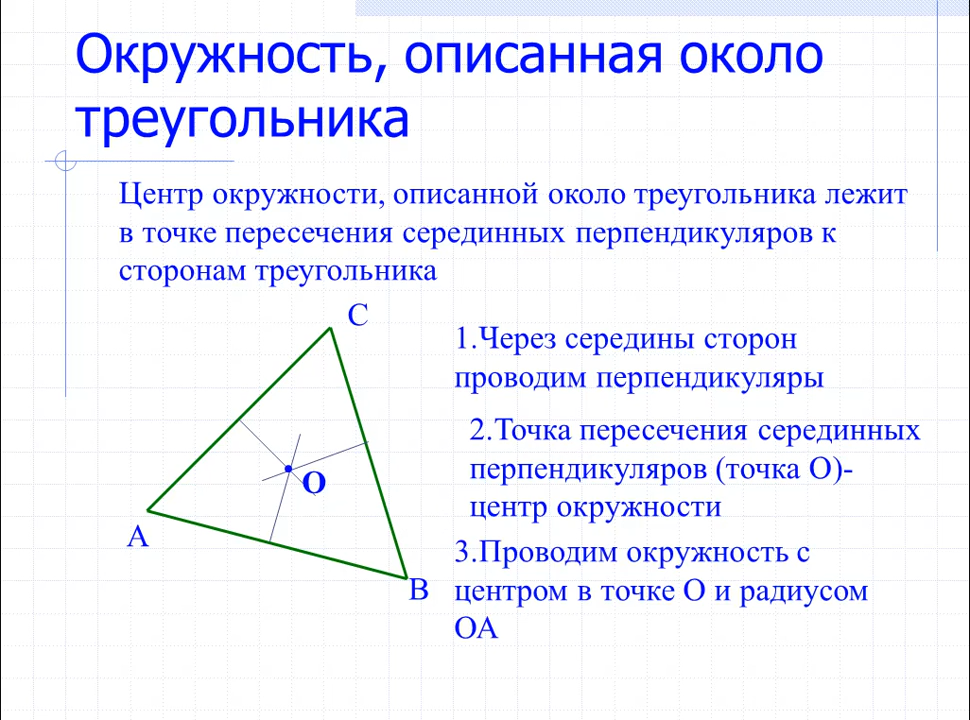 Окружность, описанная около
треугольника
Центр окружности, описанной около треугольника лежит
в точке пересечения серединных перпендикуляров к
сторонам треугольника
С
1.Через середины сторон
проводим перпендикуляры
2.Точка пересечения серединных
перпендикуляров (точка О)-
центр окружности
О
А
3.Проводим окружность с
центром в точке О и радиусом
ОА
В